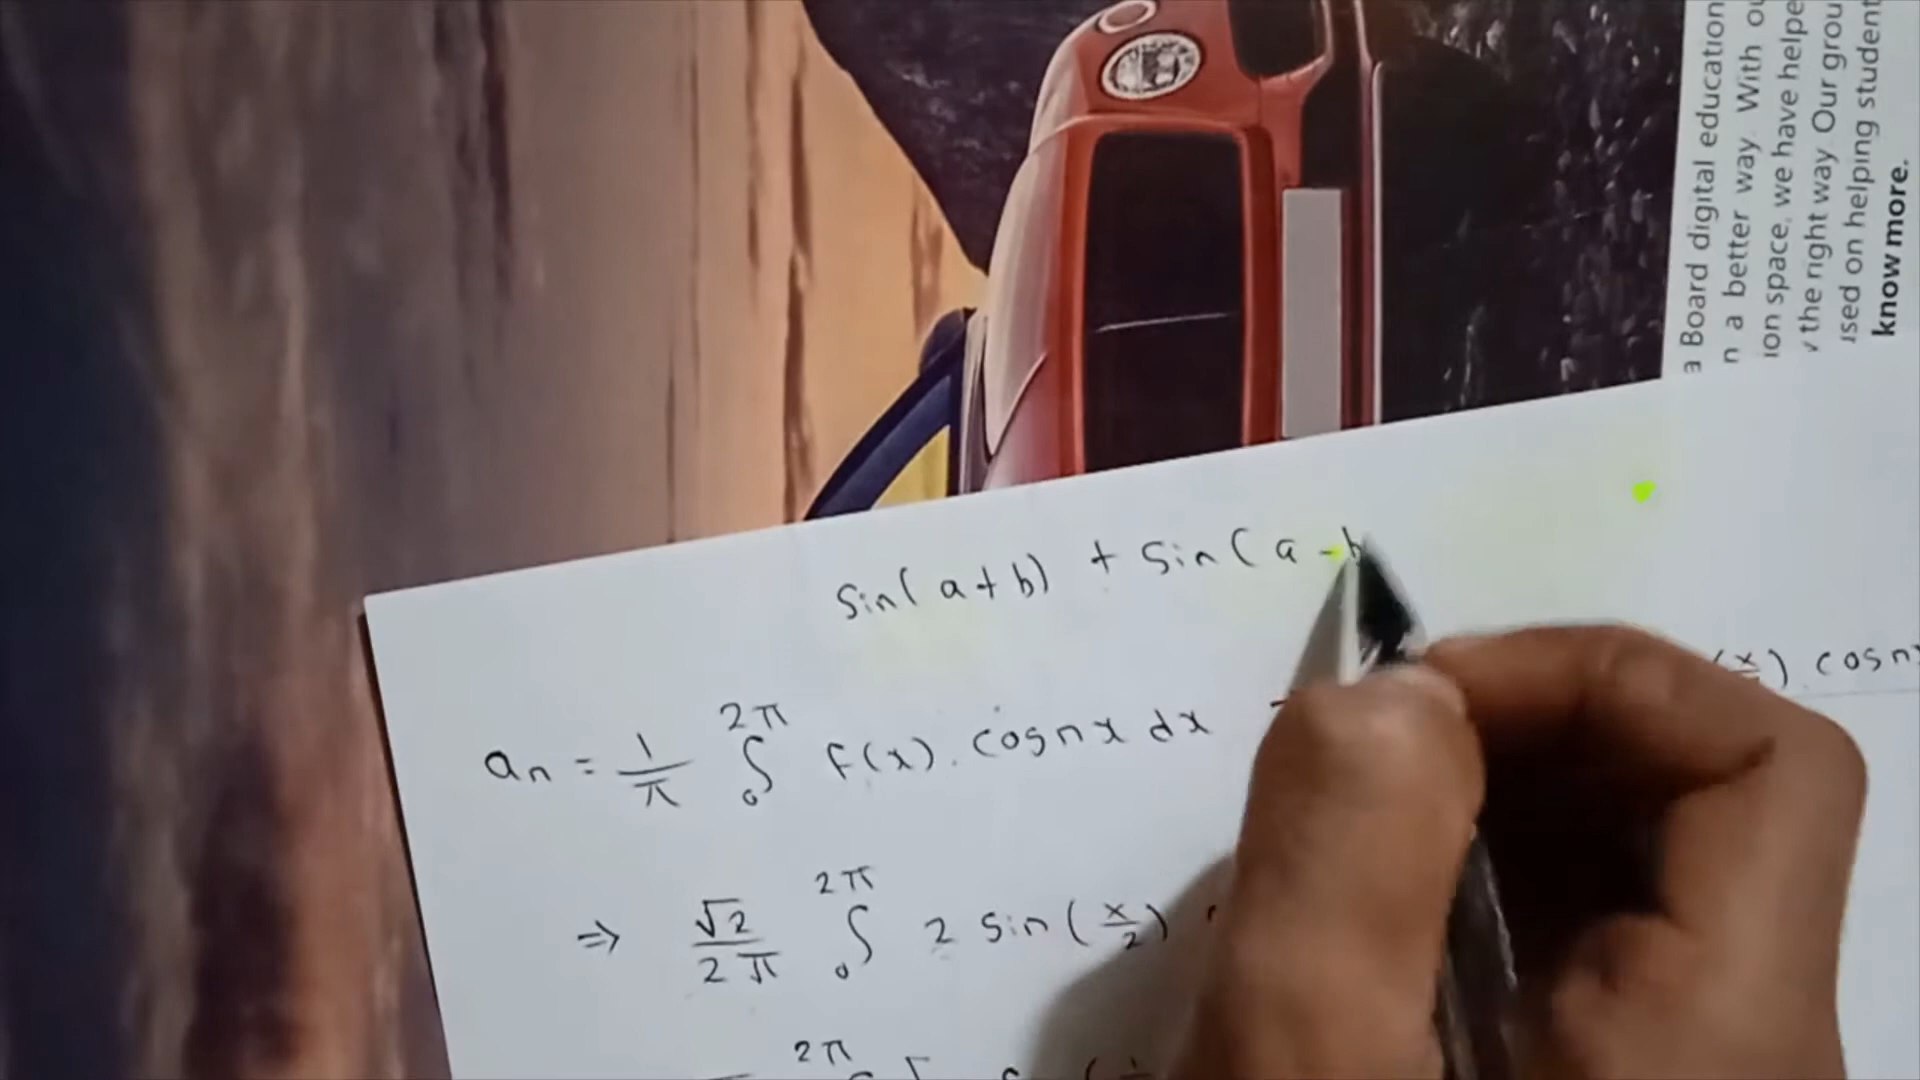 a Board digital education
n a better way. With ou
ion space, we have helpe
the right way. Our grou
used on helping student
know more.
sin(a+b) + sin(a-b
aₙ = 1/π ∫₀^2π f(x). cosnx dx (x/ ) cosn
⇒ √2/2π ∫₀^2π 2 sin(x/2)
2π